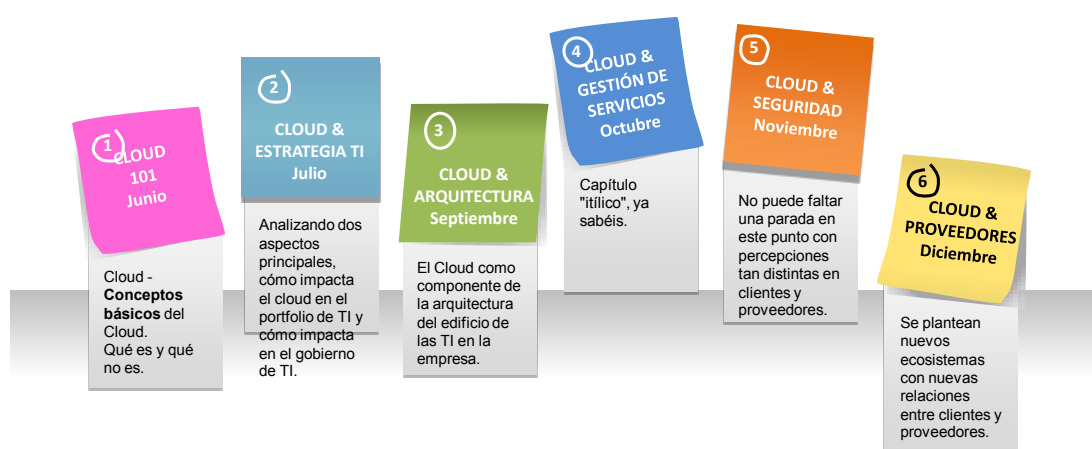 1
CLOUD
101
Junio
Cloud -
Conceptos
básicos del
Cloud.
Qué es y qué
no es.
2
CLOUD &
ESTRATEGIA TI
Julio
Analizando dos
aspectos
principales,
cómo impacta
el cloud en el
portfolio de TI y
cómo impacta
en el gobierno
de TI.
3
CLOUD &
ARQUITECTURA
Septiembre
El Cloud como
componente de
la arquitectura
del edificio de
las TI en la
empresa.
4
CLOUD &
GESTIÓN DE
SERVICIOS
Octubre
Capítulo
"itílico", ya
sabéis.
5
CLOUD &
SEGURIDAD
Noviembre
No puede faltar
una parada en
este punto con
percepciones
tan distintas en
clientes y
proveedores.
6
CLOUD &
PROVEEDORES
Diciembre
Se plantean
nuevos
ecosistemas
con nuevas
relaciones
entre clientes y
proveedores.